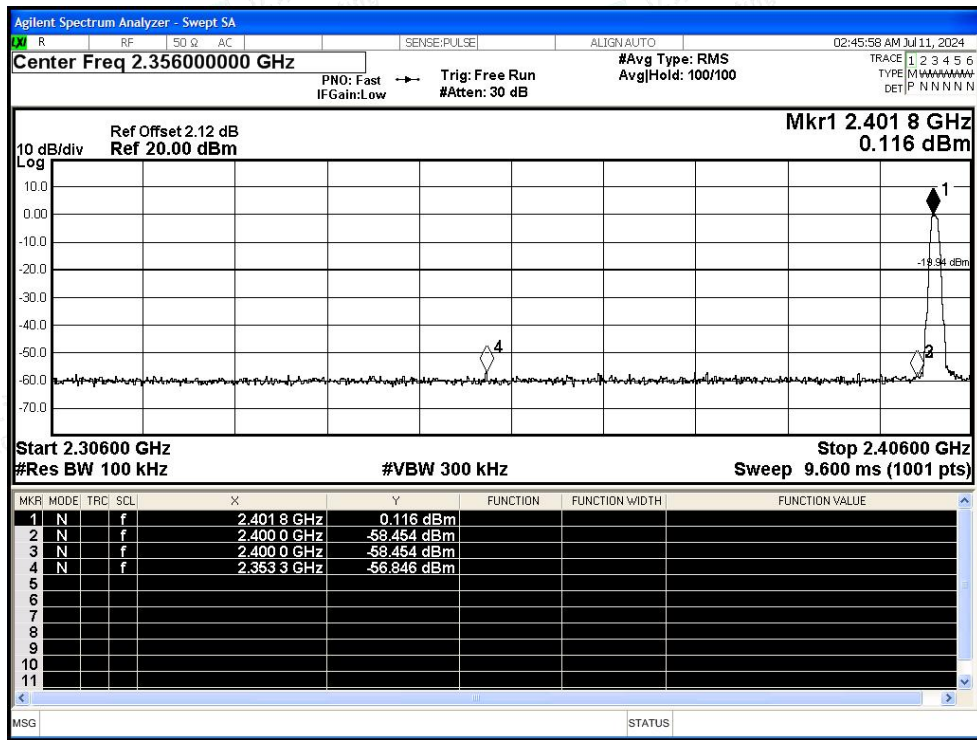 Agilent Spectrum Analyzer - Swept SA
LXI R RF 50 Ω AC SENSE:PULSE ALIGN AUTO 02:45:58 AM Jul 11, 2024
Center Freq 2.356000000 GHz
PNO: Fast
IFGain:Low
Trig: Free Run
#Atten: 30 dB
#Avg Type: RMS
Avg|Hold: 100/100
TRACE 1 2 3 4 5 6
TYPE M
DET P N N N N N
Ref Offset 2.12 dB
10 dB/div Ref 20.00 dBm
Log
Mkr1 2.401 8 GHz
0.116 dBm
10.0
0.00
-10.0
-20.0
-30.0
-40.0
-50.0
-60.0
-70.0
1
-19.94 dBm
4
Start 2.30600 GHz Stop 2.40600 GHz
#Res BW 100 kHz #VBW 300 kHz Sweep 9.600 ms (1001 pts)
MKR MODE TRC SCL X Y FUNCTION FUNCTION WIDTH FUNCTION VALUE
1 N f 2.401 8 GHz 0.116 dBm
2 N f 2.400 0 GHz -58.454 dBm
3 N f 2.400 0 GHz -58.454 dBm
4 N f 2.353 3 GHz -56.846 dBm
5
6
7
8
9
10
11
MSG STATUS